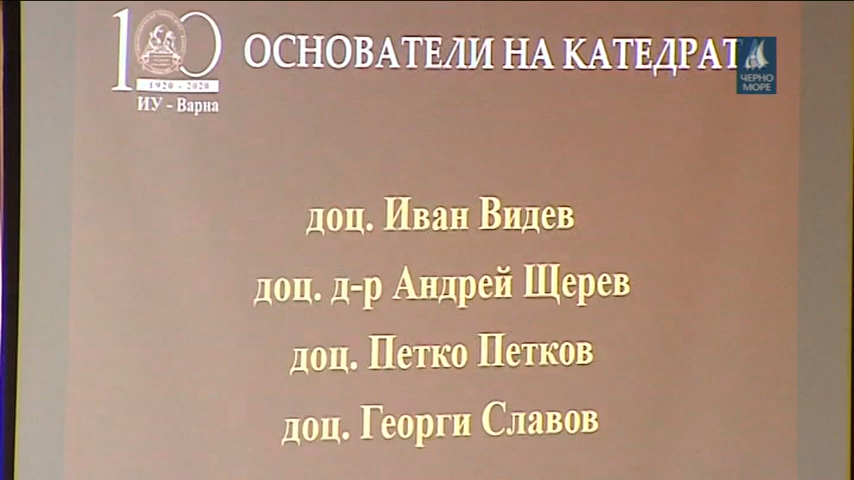 100
1920 - 2020
ИУ - Варна
ОСНОВАТЕЛИ НА
ЧЕРНО
МОРЕ
доц. Иван Видев
доц. д-р Андрей Щерев
доц. Петко Петков
доц. Георги Славов